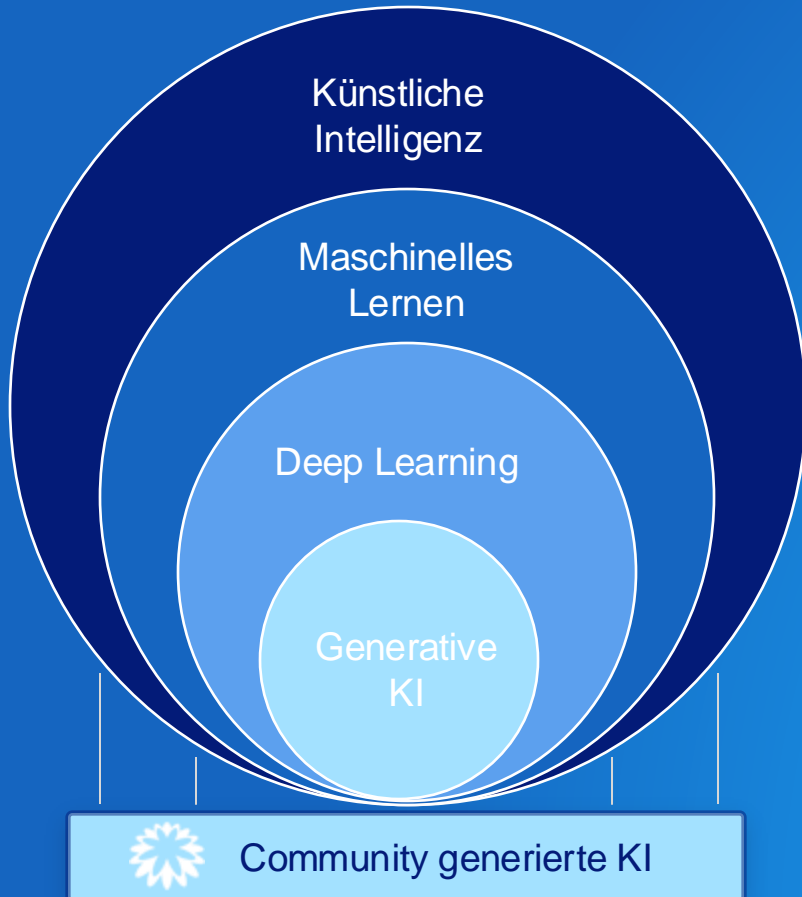 Künstliche
Intelligenz
Maschinelles
Lernen
Deep Learning
Generative
KI
Community generierte KI